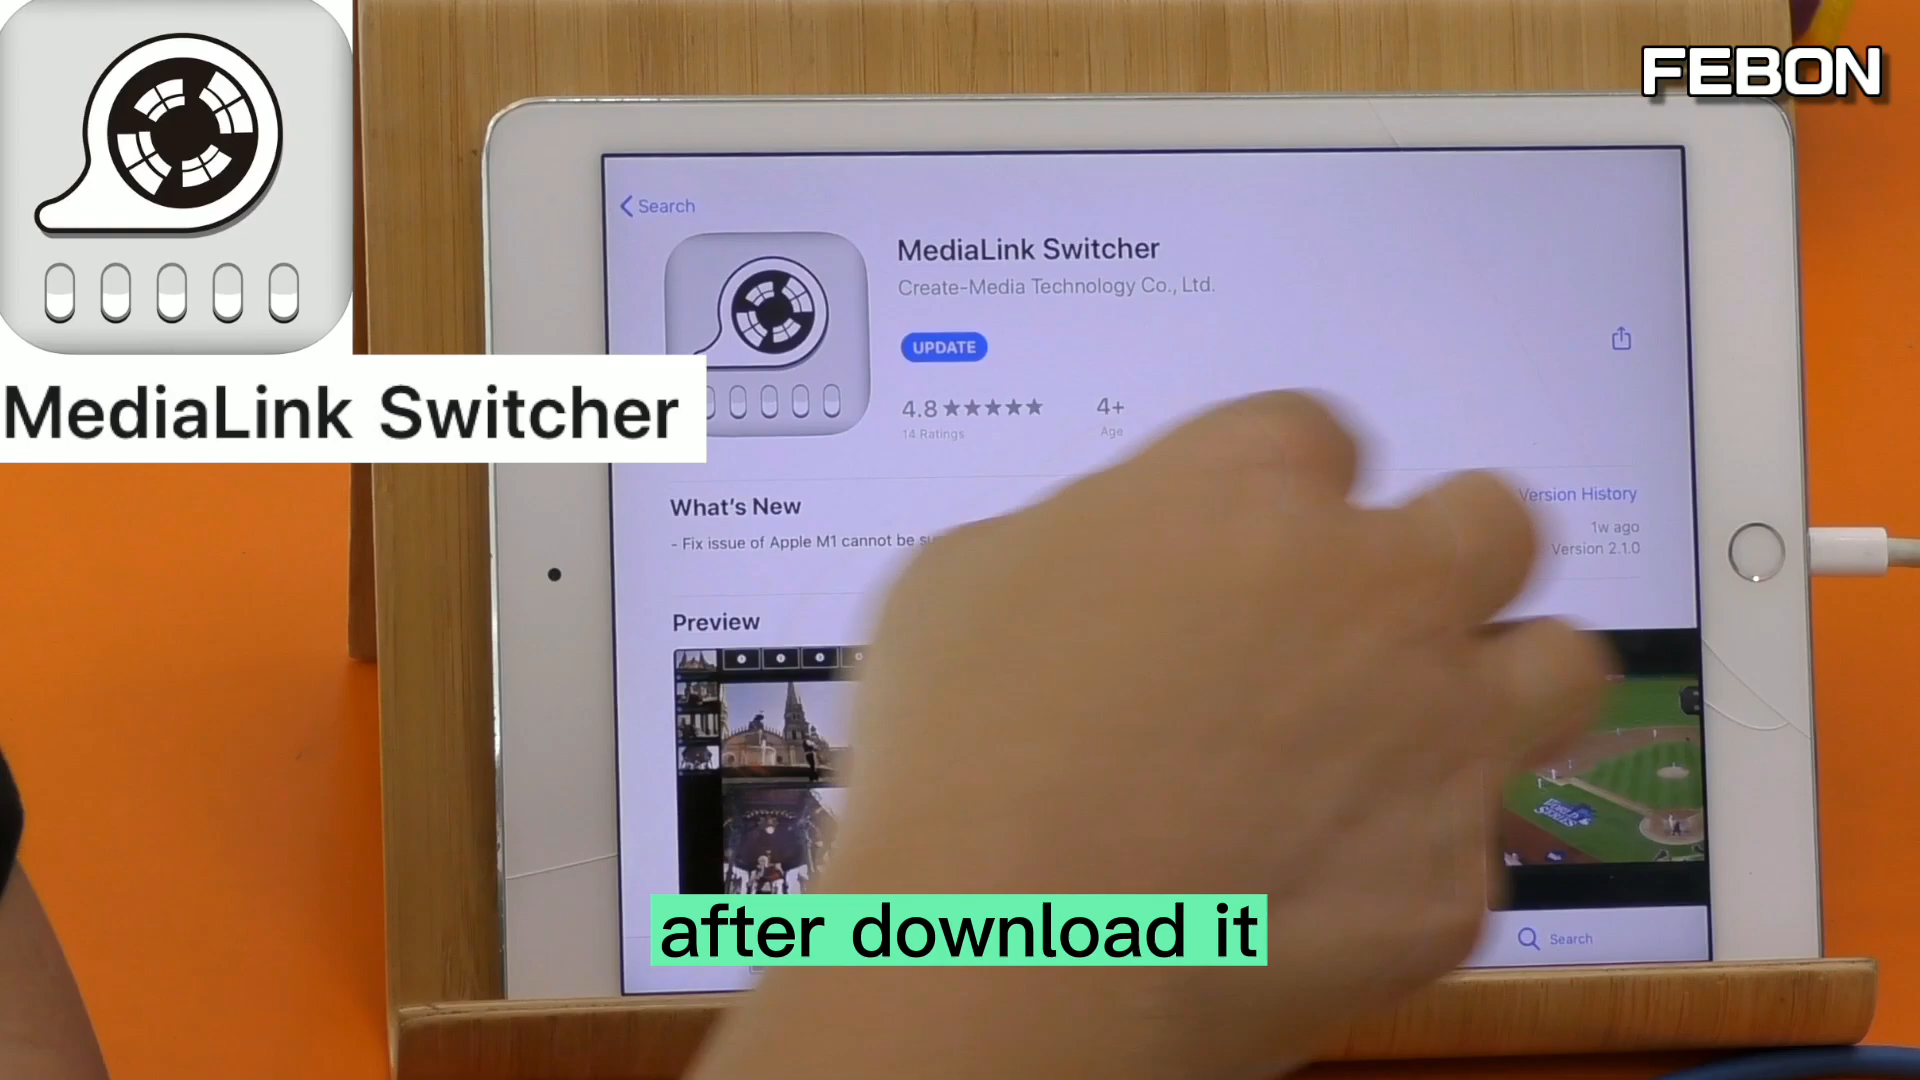 FEBON
MediaLink Switcher
Search
MediaLink Switcher
Create-Media Technology Co., Ltd.
UPDATE
4.8
14 Ratings
4+
Age
What's New
- Fix issue of Apple M1 cannot be
Version History
1w ago
Version 2.1.0
Preview
after download it
Search